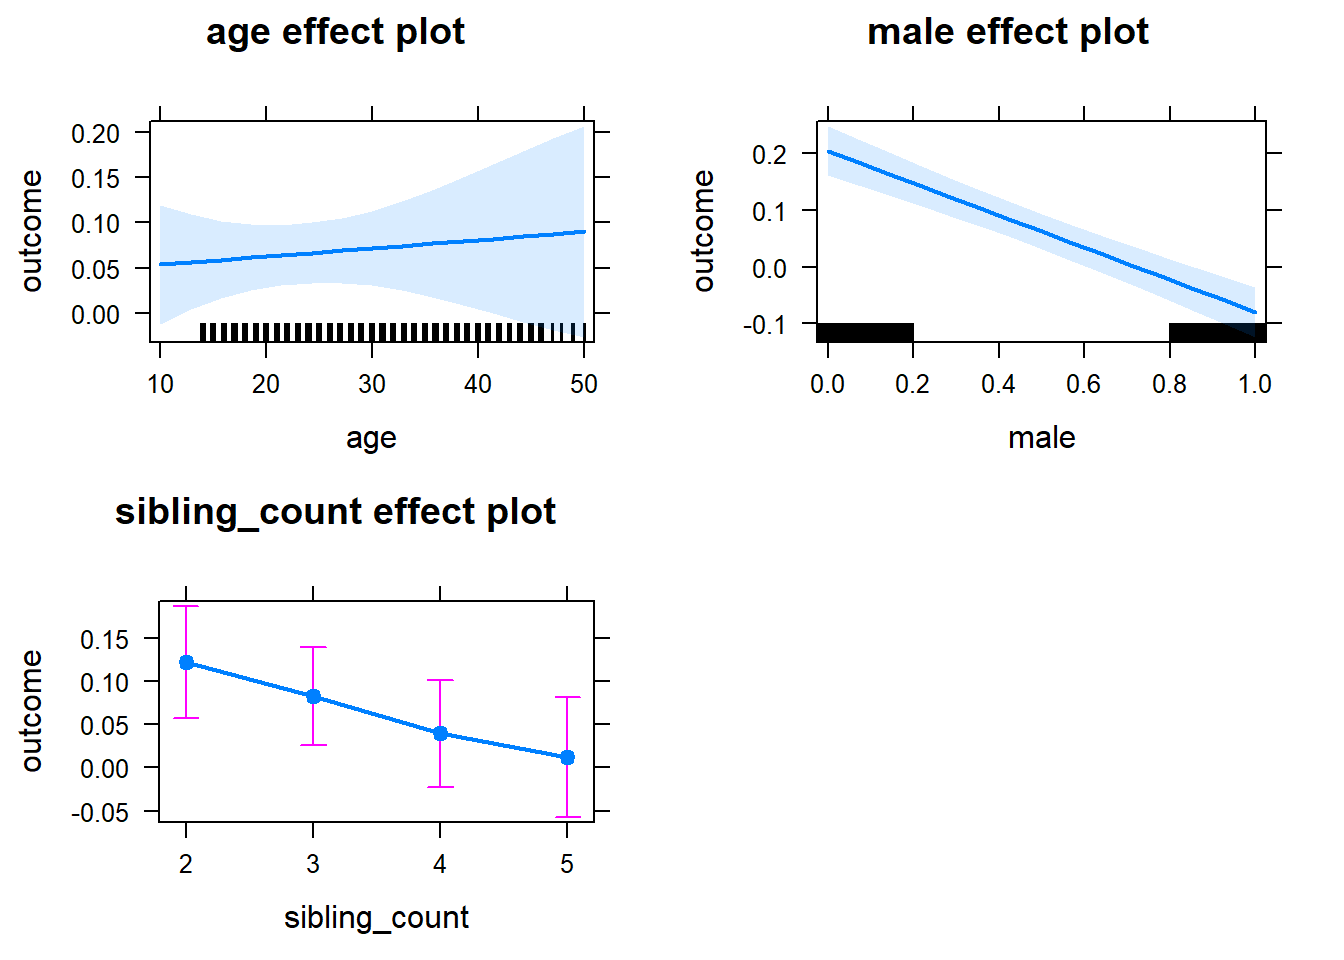 age effect plot
outcome
0.20
0.15
0.10
0.05
0.00
10 20 30 40 50
age
male effect plot
outcome
0.2
0.1
0.0
-0.1
0.0 0.2 0.4 0.6 0.8 1.0
male
sibling_count effect plot
outcome
0.15
0.10
0.05
0.00
-0.05
2 3 4 5
sibling_count